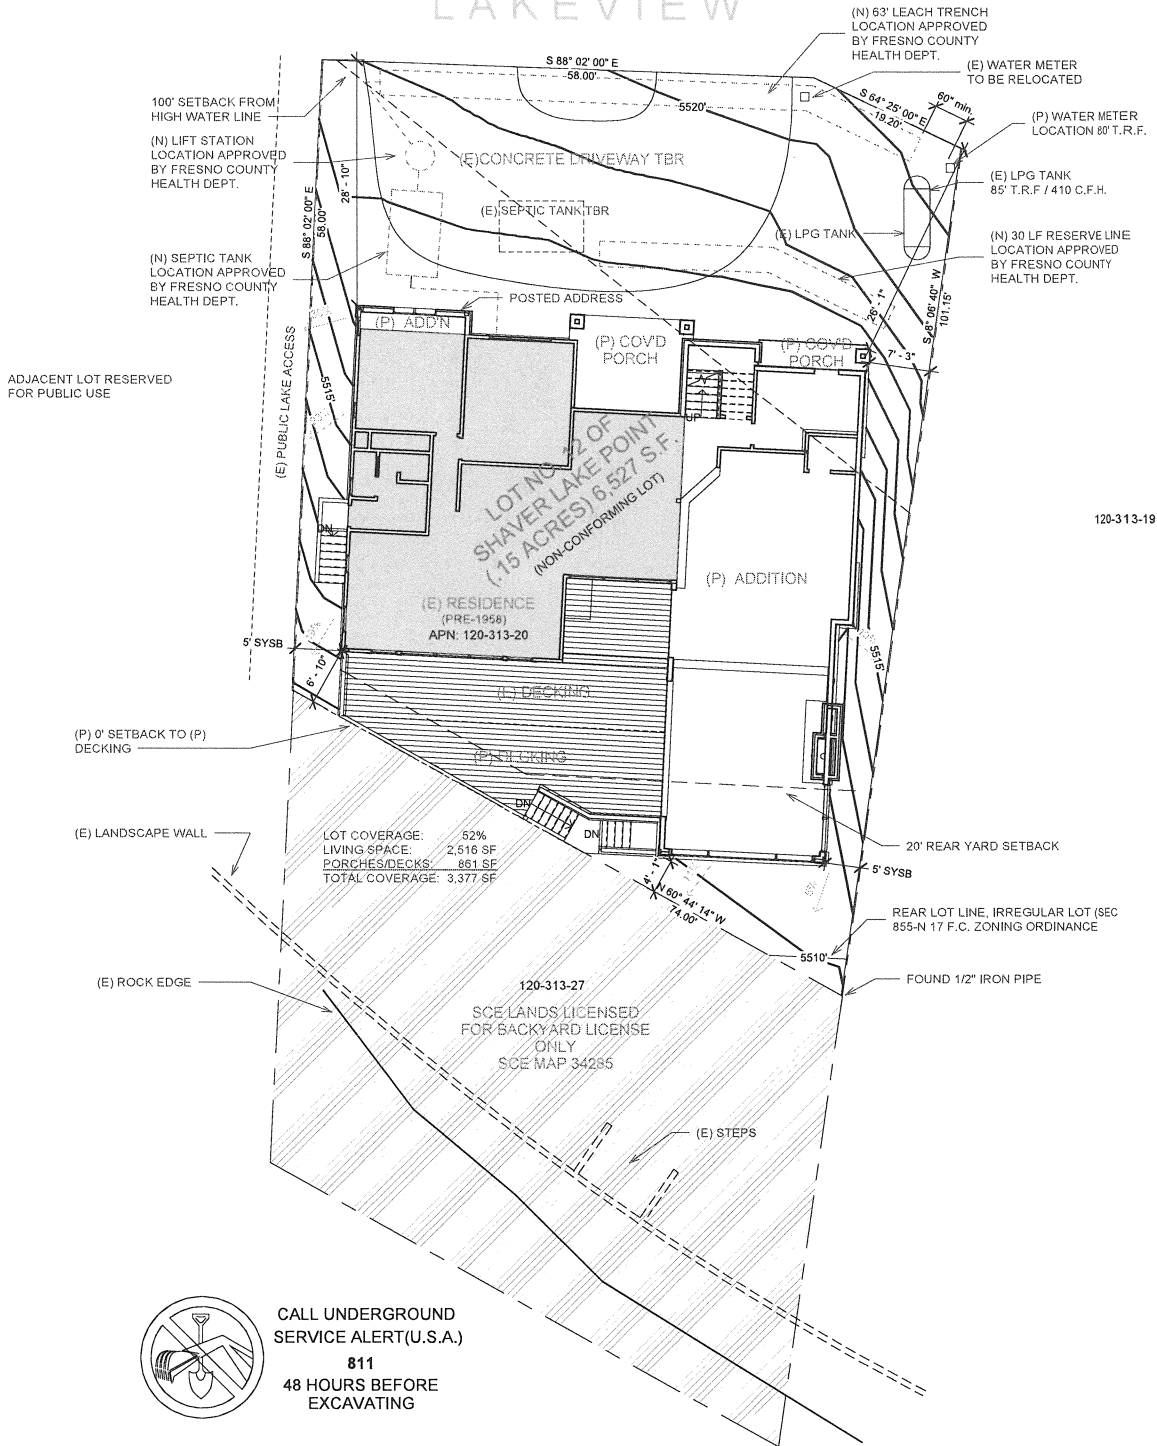 LAKEVIEW
(N) 63' LEACH TRENCH
LOCATION APPROVED
BY FRESNO COUNTY
HEALTH DEPT.
(E) WATER METER
TO BE RELOCATED
S 88° 02' 00" E
58.00'
5520'
S 64° 25' 00" E
19.20'
60" min.
(P) WATER METER
LOCATION 80' T.R.F.
100' SETBACK FROM
HIGH WATER LINE
(N) LIFT STATION
LOCATION APPROVED
BY FRESNO COUNTY
HEALTH DEPT.
28' - 10"
(E)CONCRETE DRIVEWAY TBR
(E) LPG TANK
85' T.R.F / 410 C.F.H.
S 88° 02' 00" E
58.00'
(E) SEPTIC TANK TBR
(E) LPG TANK
(N) 30 LF RESERVE LINE
LOCATION APPROVED
BY FRESNO COUNTY
HEALTH DEPT.
(N) SEPTIC TANK
LOCATION APPROVED
BY FRESNO COUNTY
HEALTH DEPT.
POSTED ADDRESS
26' - 1"
S 8° 06' 40" W
101.15'
(P) ADD'N
(P) COV'D
PORCH
(P) COV'D
PORCH
7' - 3"
ADJACENT LOT RESERVED
FOR PUBLIC USE
(E) PUBLIC LAKE ACCESS
5515'
UP
LOT NO. 12 OF
SHAVER LAKE POINT
(.15 ACRES) 6,527 S.F.
(NON-CONFORMING LOT)
120-313-19
DN
(P) ADDITION
(E) RESIDENCE
(PRE-1958)
APN: 120-313-20
5' SYSB
6' - 10"
5515'
(E) DECKING
(P) 0' SETBACK TO (P)
DECKING
(P) DECKING
DN
DN
(E) LANDSCAPE WALL
LOT COVERAGE: 52%
LIVING SPACE: 2,516 SF
PORCHES/DECKS: 861 SF
TOTAL COVERAGE: 3,377 SF
20' REAR YARD SETBACK
5' SYSB
4' - 1"
N 60° 44' 14" W
74.00'
5%
REAR LOT LINE, IRREGULAR LOT (SEC
855-N 17 F.C. ZONING ORDINANCE
5510'
(E) ROCK EDGE
FOUND 1/2" IRON PIPE
120-313-27
SCE LANDS LICENSED
FOR BACKYARD LICENSE
ONLY
SCE MAP 34285
(E) STEPS
CALL UNDERGROUND
SERVICE ALERT(U.S.A.)
811
48 HOURS BEFORE
EXCAVATING